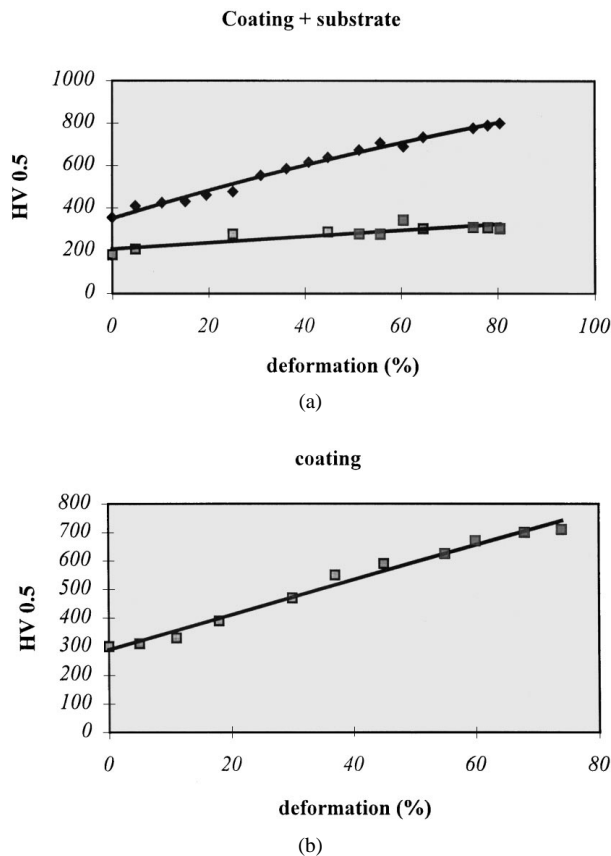 Coating + substrate
1000
800
600
400
200
0
HV 0.5
0 20 40 60 80 100
deformation (%)
(a)
coating
800
700
600
500
400
300
200
100
0
HV 0.5
0 20 40 60 80
deformation (%)
(b)